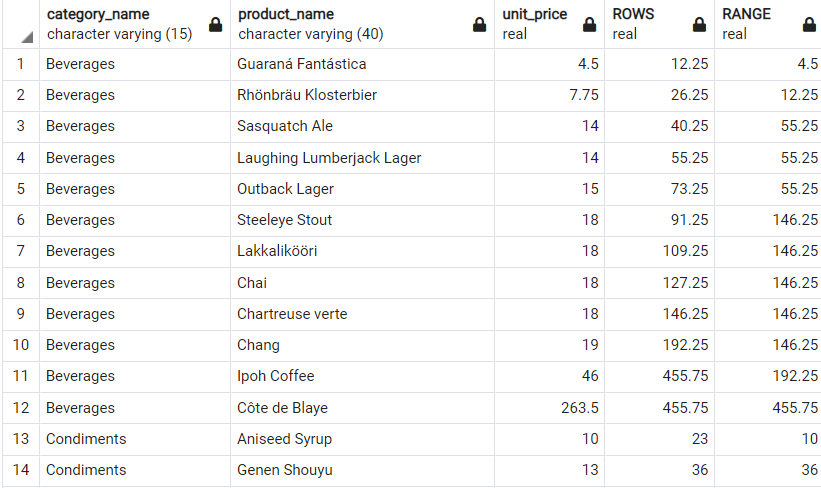 category_name product_name unit_price ROWS RANGE
character varying (15) character varying (40) real real real
1 Beverages Guaraná Fantástica 4.5 12.25 4.5
2 Beverages Rhönbräu Klosterbier 7.75 26.25 12.25
3 Beverages Sasquatch Ale 14 40.25 55.25
4 Beverages Laughing Lumberjack Lager 14 55.25 55.25
5 Beverages Outback Lager 15 73.25 55.25
6 Beverages Steeleye Stout 18 91.25 146.25
7 Beverages Lakkalikööri 18 109.25 146.25
8 Beverages Chai 18 127.25 146.25
9 Beverages Chartreuse verte 18 146.25 146.25
10 Beverages Chang 19 192.25 146.25
11 Beverages Ipoh Coffee 46 455.75 192.25
12 Beverages Côte de Blaye 263.5 455.75 455.75
13 Condiments Aniseed Syrup 10 23 10
14 Condiments Genen Shouyu 13 36 36